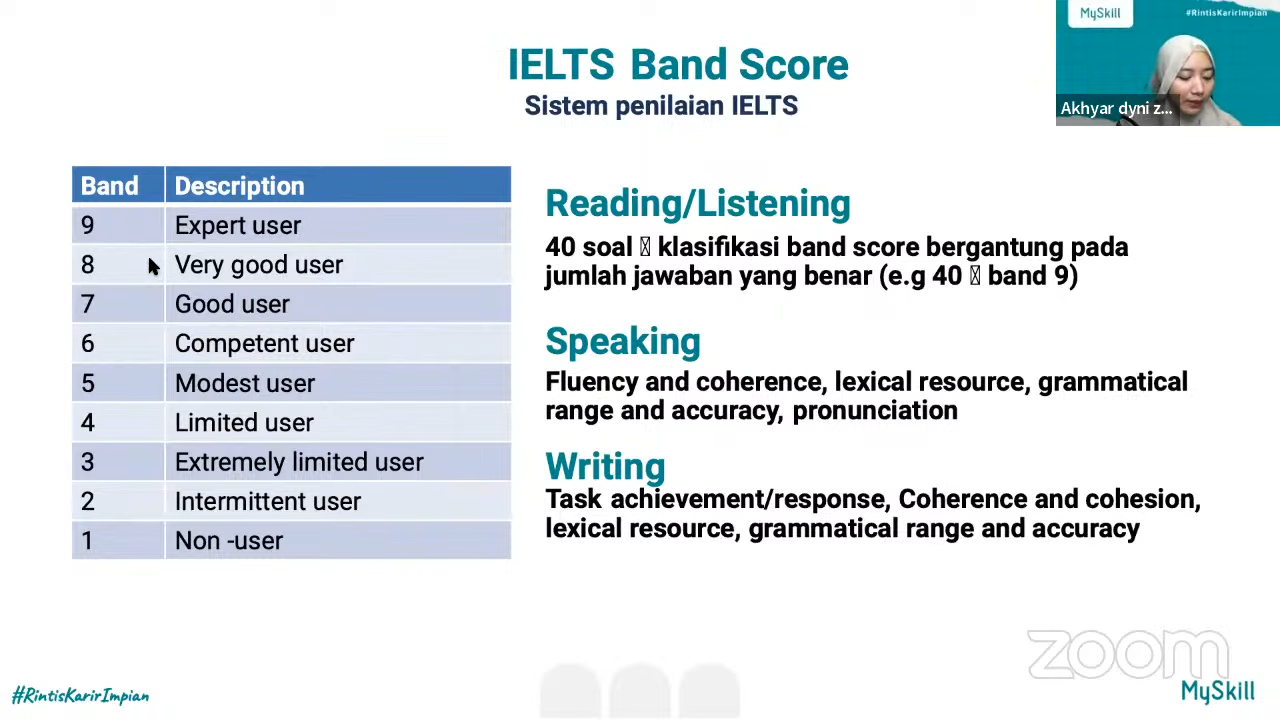 IELTS Band Score
Sistem penilaian IELTS
MySkill
#RintisKarirImpian
Akhyar dyni z...
Band Description
9 Expert user
8 Very good user
7 Good user
6 Competent user
5 Modest user
4 Limited user
3 Extremely limited user
2 Intermittent user
1 Non -user
Reading/Listening
40 soal  klasifikasi band score bergantung pada
jumlah jawaban yang benar (e.g 40  band 9)
Speaking
Fluency and coherence, lexical resource, grammatical
range and accuracy, pronunciation
Writing
Task achievement/response, Coherence and cohesion,
lexical resource, grammatical range and accuracy
zoom
#RintisKarirImpian
MySkill